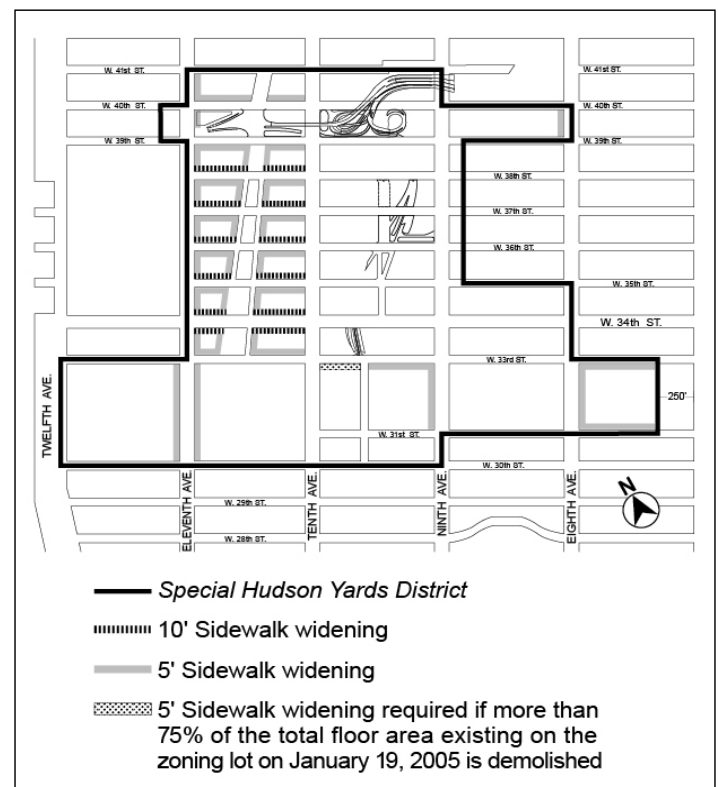 W. 41st ST.
W. 41st ST.
W. 40th ST.
W. 40th ST.
W. 39th ST.
W. 39th ST.
W. 38th ST.
W. 37th ST.
W. 36th ST.
W. 35th ST.
W. 34th ST.
W. 33rd ST.
250'
W. 31st ST.
W. 30th ST.
W. 29th ST.
W. 28th ST.
TWELFTH AVE.
ELEVENTH AVE.
TENTH AVE.
NINTH AVE.
EIGHTH AVE.
N
Special Hudson Yards District
10' Sidewalk widening
5' Sidewalk widening
5' Sidewalk widening required if more than
75% of the total floor area existing on the
zoning lot on January 19, 2005 is demolished